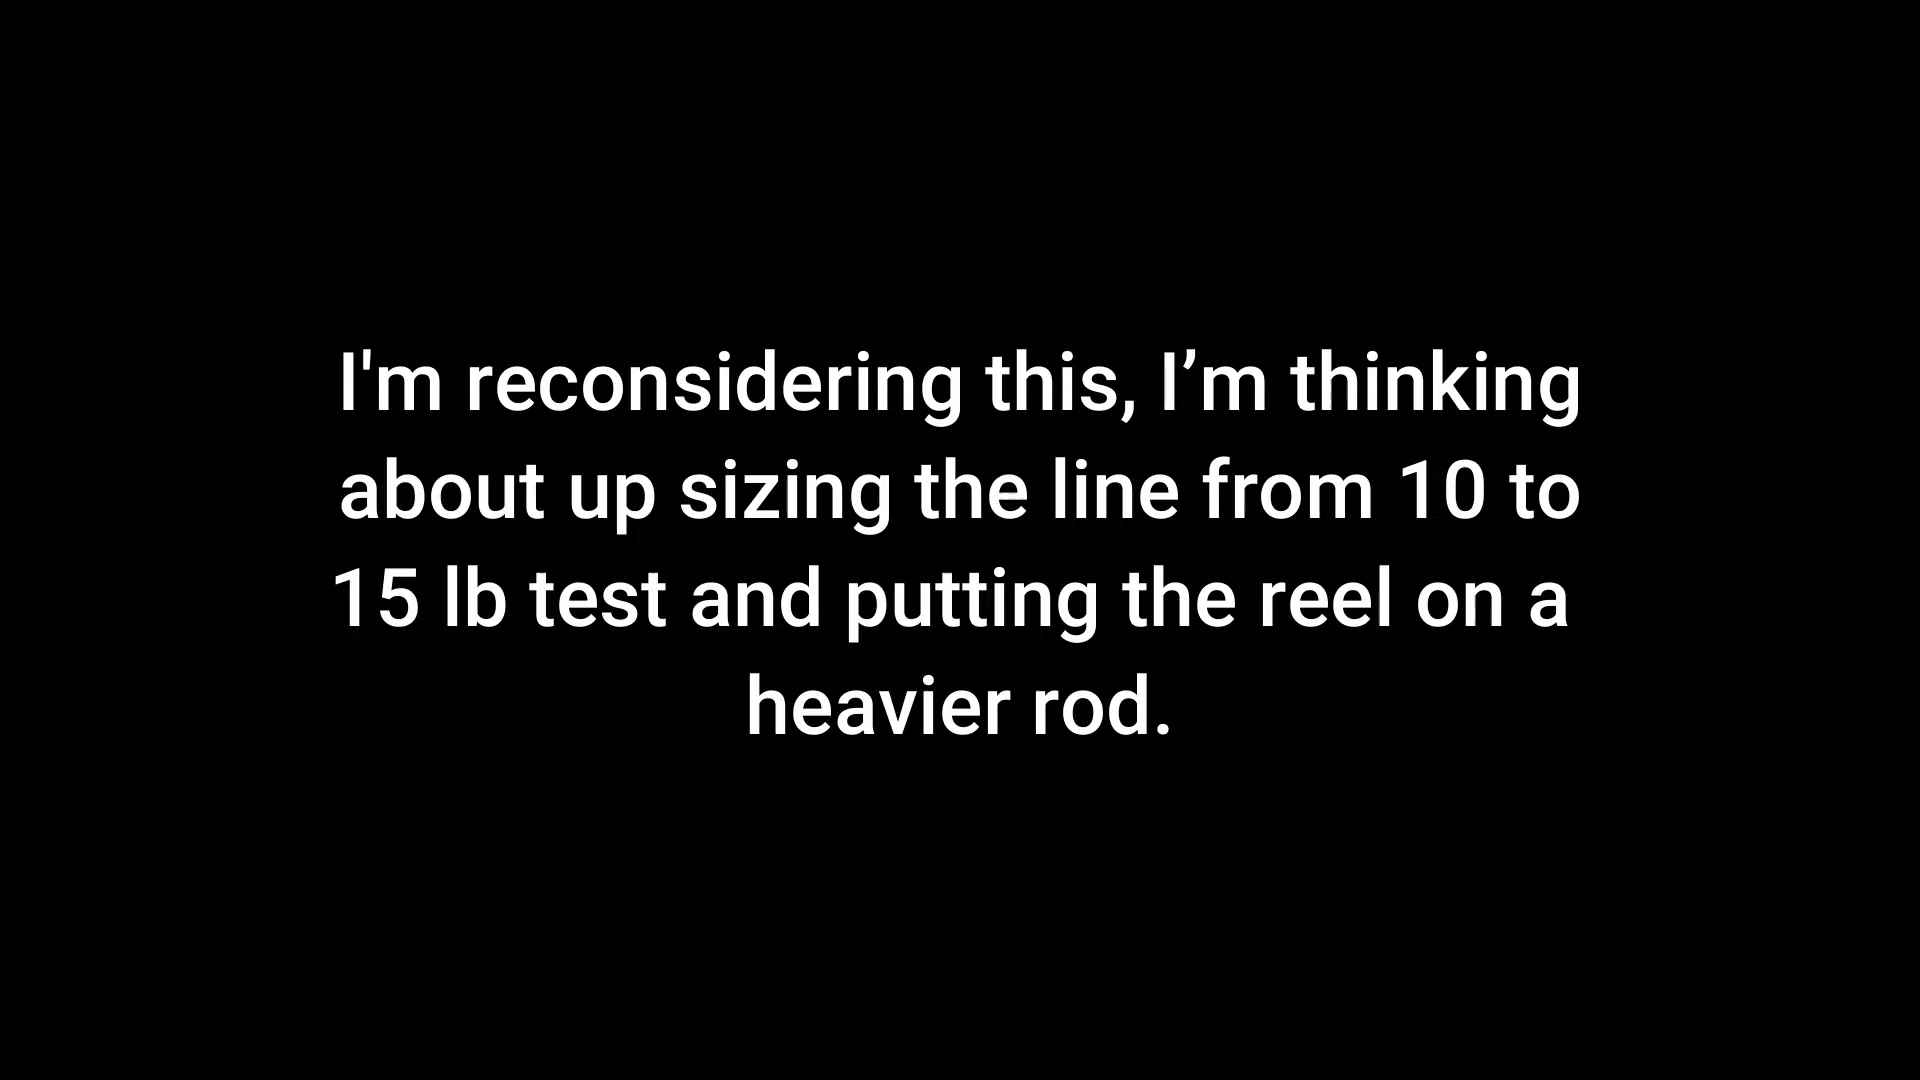 I'm reconsidering this, I’m thinking
about up sizing the line from 10 to
15 lb test and putting the reel on a
heavier rod.